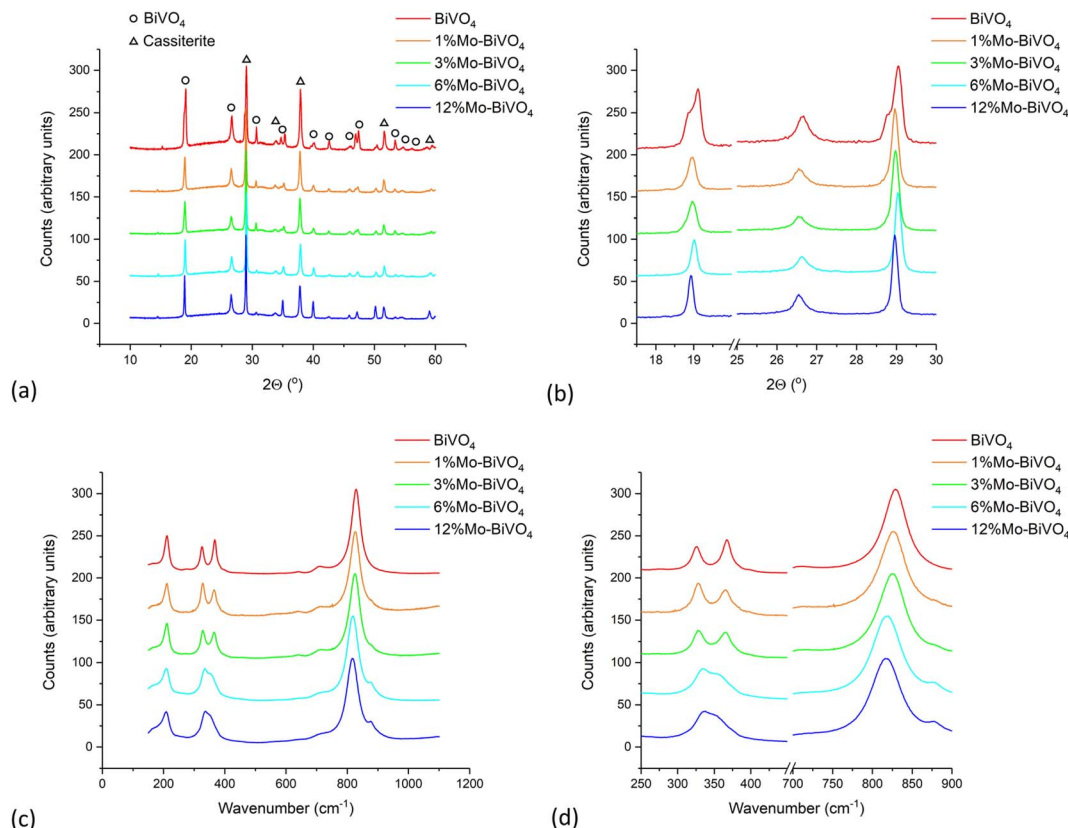 ○ BiVO₄
△ Cassiterite
BiVO₄
1%Mo-BiVO₄
3%Mo-BiVO₄
6%Mo-BiVO₄
12%Mo-BiVO₄
300
250
200
150
100
50
0
Counts (arbitrary units)
10 20 30 40 50 60
2Θ (°)
(a)
BiVO₄
1%Mo-BiVO₄
3%Mo-BiVO₄
6%Mo-BiVO₄
12%Mo-BiVO₄
300
250
200
150
100
50
0
Counts (arbitrary units)
18 19 25 26 27 28 29 30
2Θ (°)
(b)
BiVO₄
1%Mo-BiVO₄
3%Mo-BiVO₄
6%Mo-BiVO₄
12%Mo-BiVO₄
300
250
200
150
100
50
0
Counts (arbitrary units)
0 200 400 600 800 1000 1200
Wavenumber (cm⁻¹)
(c)
BiVO₄
1%Mo-BiVO₄
3%Mo-BiVO₄
6%Mo-BiVO₄
12%Mo-BiVO₄
300
250
200
150
100
50
0
Counts (arbitrary units)
250 300 350 400 700 750 800 850 900
Wavenumber (cm⁻¹)
(d)